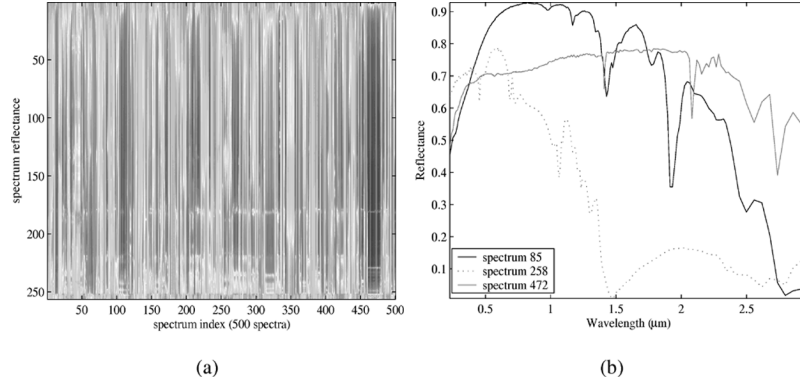 50
100
150
200
250
50 100 150 200 250 300 350 400 450 500
spectrum reflectance
spectrum index (500 spectra)
(a)
0.9
0.8
0.7
0.6
0.5
0.4
0.3
0.2
0.1
Reflectance
spectrum 85
spectrum 258
spectrum 472
0.5 1 1.5 2 2.5
Wavelength (μm)
(b)